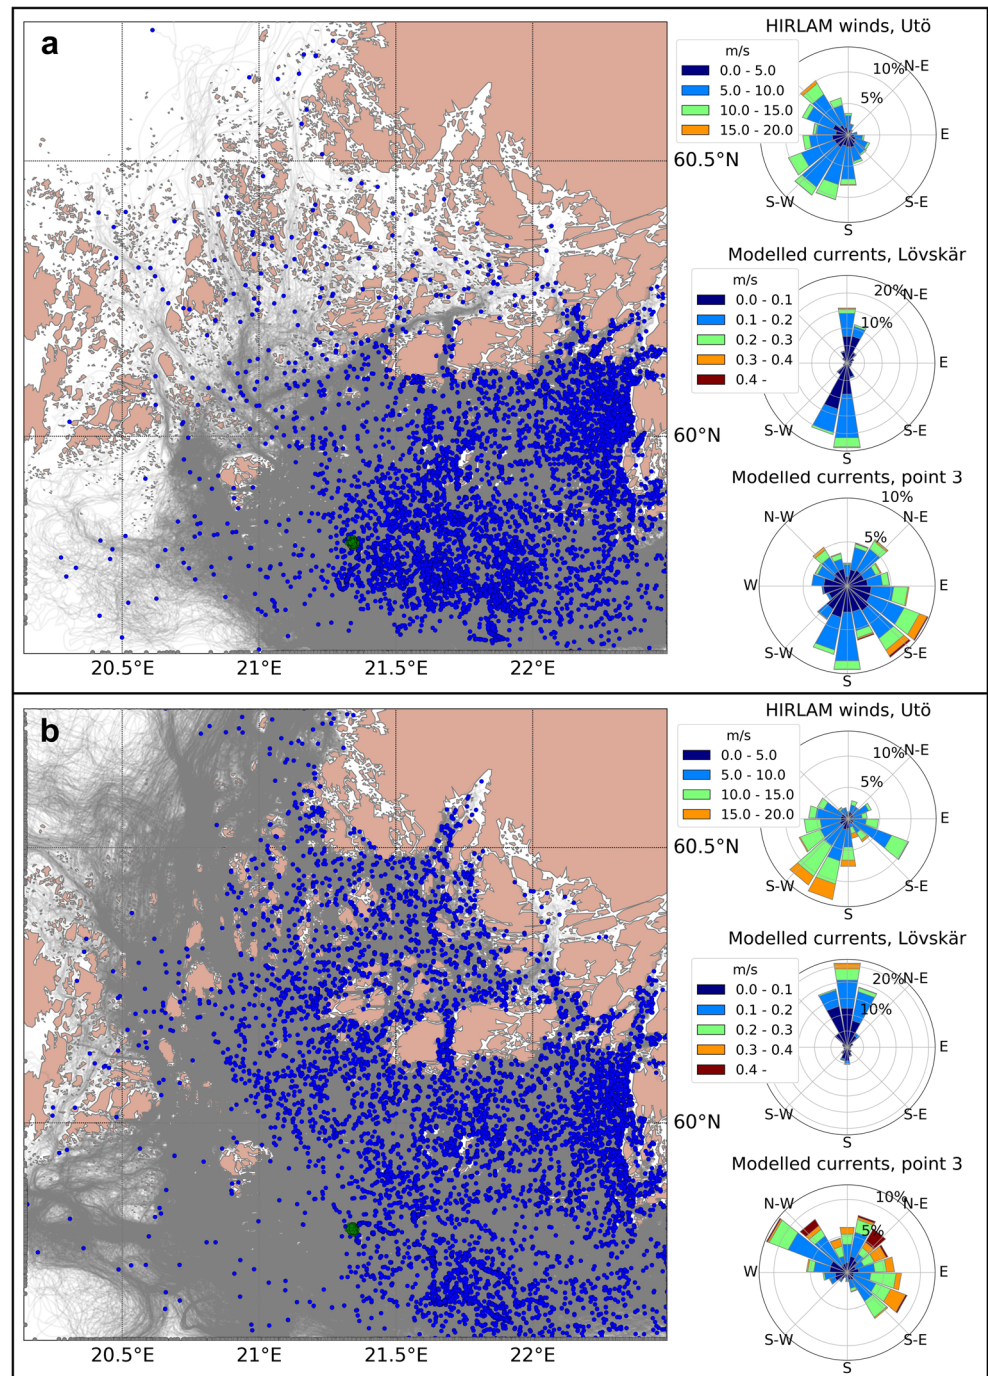 a
HIRLAM winds, Utö
m/s
0.0 - 5.0
5.0 - 10.0
10.0 - 15.0
15.0 - 20.0
10%
N-E
5%
E
S-W
S-E
S
60.5°N
Modelled currents, Lövskär
m/s
0.0 - 0.1
0.1 - 0.2
0.2 - 0.3
0.3 - 0.4
0.4 -
20%
N-E
10%
E
S-W
S-E
S
60°N
Modelled currents, point 3
10%
N-W
N-E
5%
W
E
S-W
S-E
S
20.5°E
21°E
21.5°E
22°E
b
HIRLAM winds, Utö
m/s
0.0 - 5.0
5.0 - 10.0
10.0 - 15.0
15.0 - 20.0
10%
N-E
5%
E
S-W
S-E
S
60.5°N
Modelled currents, Lövskär
m/s
0.0 - 0.1
0.1 - 0.2
0.2 - 0.3
0.3 - 0.4
0.4 -
20%
N-E
10%
E
S-W
S-E
S
60°N
Modelled currents, point 3
10%
N-W
N-E
5%
W
E
S-W
S-E
S
20.5°E
21°E
21.5°E
22°E